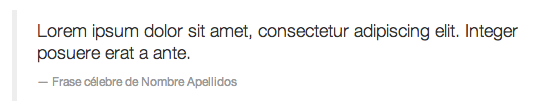 Lorem ipsum dolor sit amet, consectetur adipiscing elit. Integer
posuere erat a ante.
— Frase célebre de Nombre Apellidos